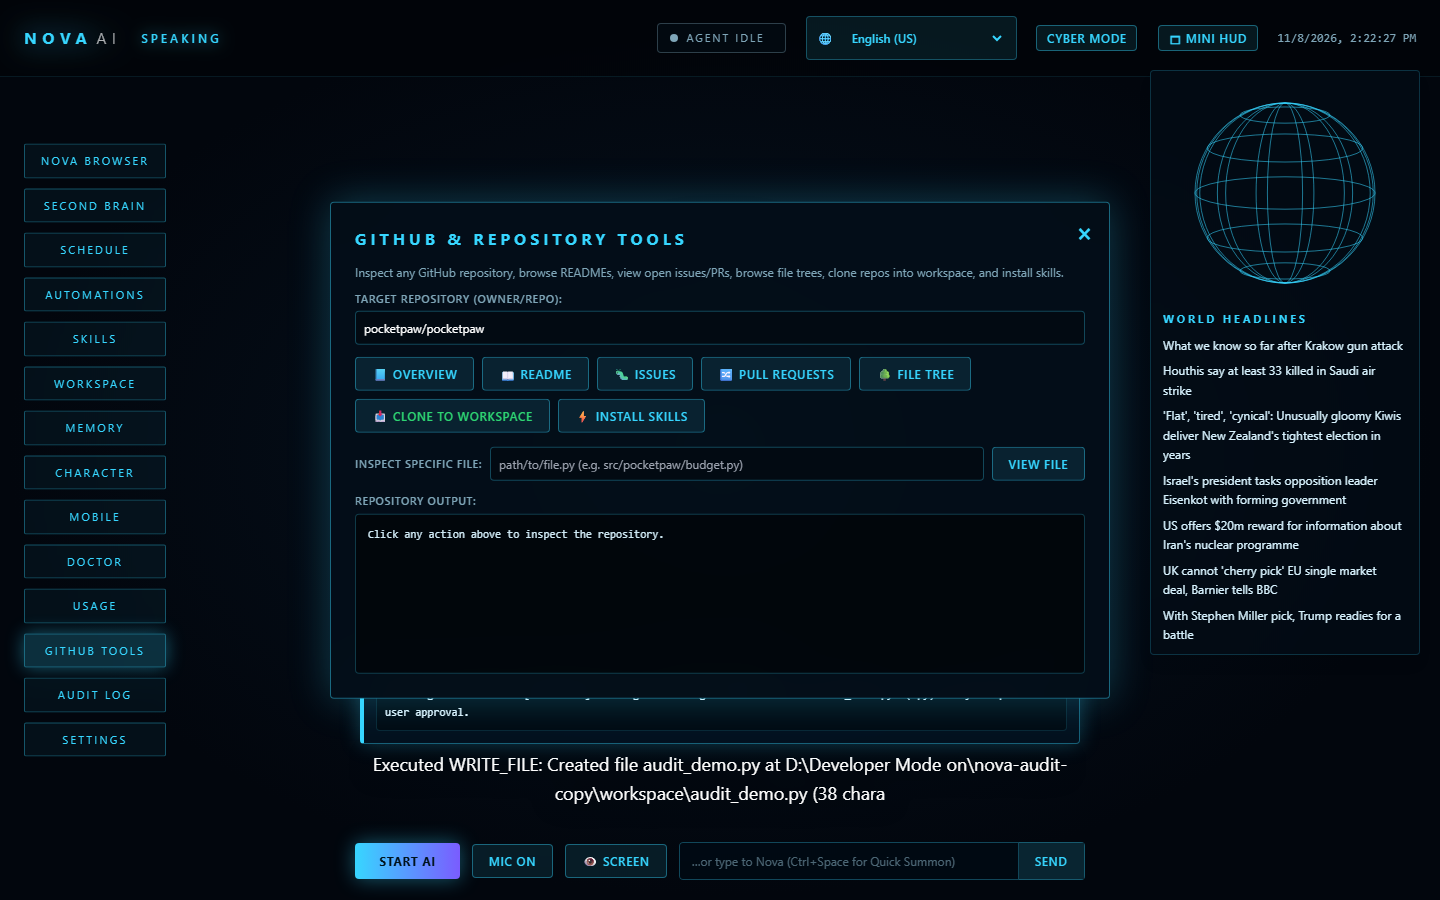 NOVA AI SPEAKING
AGENT IDLE
English (US)
CYBER MODE
MINI HUD
11/8/2026, 2:22:27 PM
NOVA BROWSER
SECOND BRAIN
SCHEDULE
AUTOMATIONS
SKILLS
WORKSPACE
MEMORY
CHARACTER
MOBILE
DOCTOR
USAGE
GITHUB TOOLS
AUDIT LOG
SETTINGS
GITHUB & REPOSITORY TOOLS
×
Inspect any GitHub repository, browse READMEs, view open issues/PRs, browse file trees, clone repos into workspace, and install skills.
TARGET REPOSITORY (OWNER/REPO):
pocketpaw/pocketpaw
OVERVIEW
README
ISSUES
PULL REQUESTS
FILE TREE
CLONE TO WORKSPACE
INSTALL SKILLS
INSPECT SPECIFIC FILE:
path/to/file.py (e.g. src/pocketpaw/budget.py)
VIEW FILE
REPOSITORY OUTPUT:
Click any action above to inspect the repository.
user approval.
Executed WRITE_FILE: Created file audit_demo.py at D:\Developer Mode on\nova-audit-
copy\workspace\audit_demo.py (38 chara
START AI
MIC ON
SCREEN
...or type to Nova (Ctrl+Space for Quick Summon)
SEND
WORLD HEADLINES
What we know so far after Krakow gun attack
Houthis say at least 33 killed in Saudi air
strike
'Flat', 'tired', 'cynical': Unusually gloomy Kiwis
deliver New Zealand's tightest election in
years
Israel's president tasks opposition leader
Eisenkot with forming government
US offers $20m reward for information about
Iran's nuclear programme
UK cannot 'cherry pick' EU single market
deal, Barnier tells BBC
With Stephen Miller pick, Trump readies for a
battle